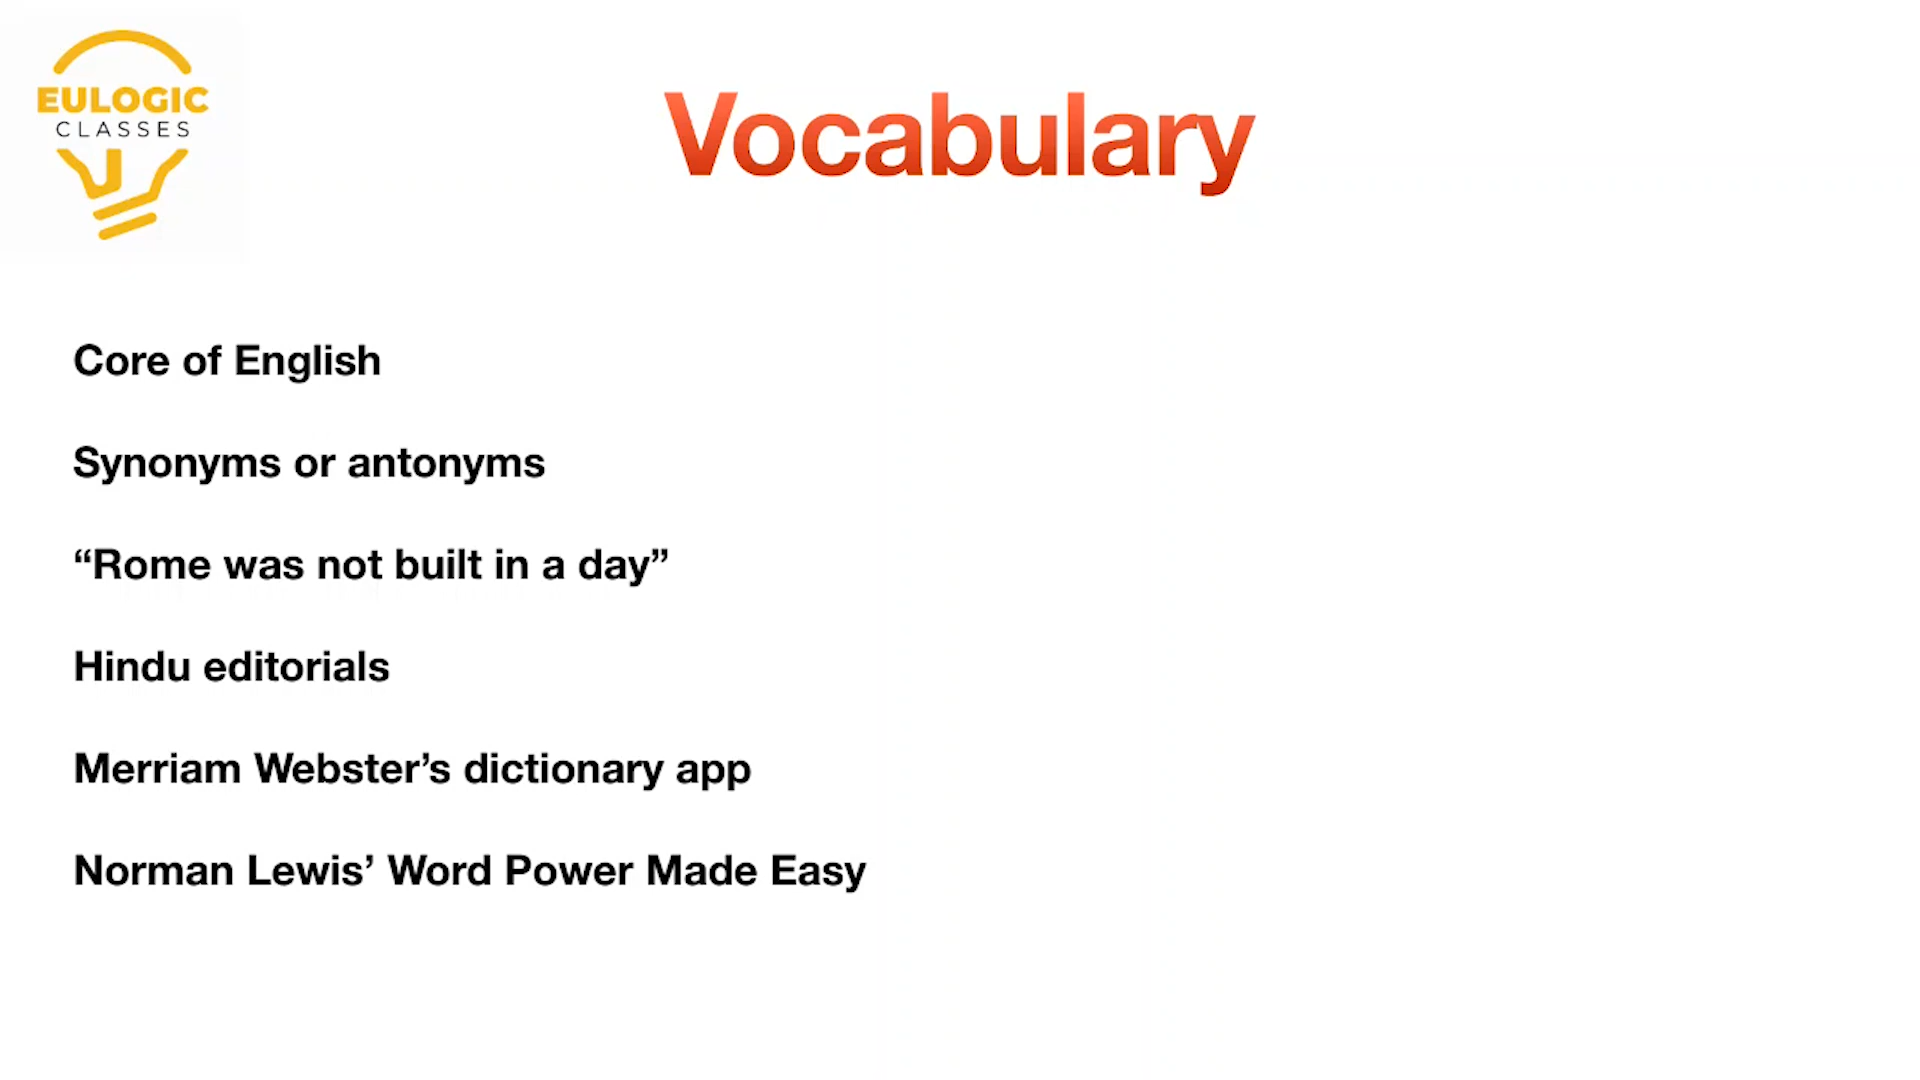 EULOGIC
CLASSES
Vocabulary
Core of English
Synonyms or antonyms
“Rome was not built in a day”
Hindu editorials
Merriam Webster’s dictionary app
Norman Lewis’ Word Power Made Easy